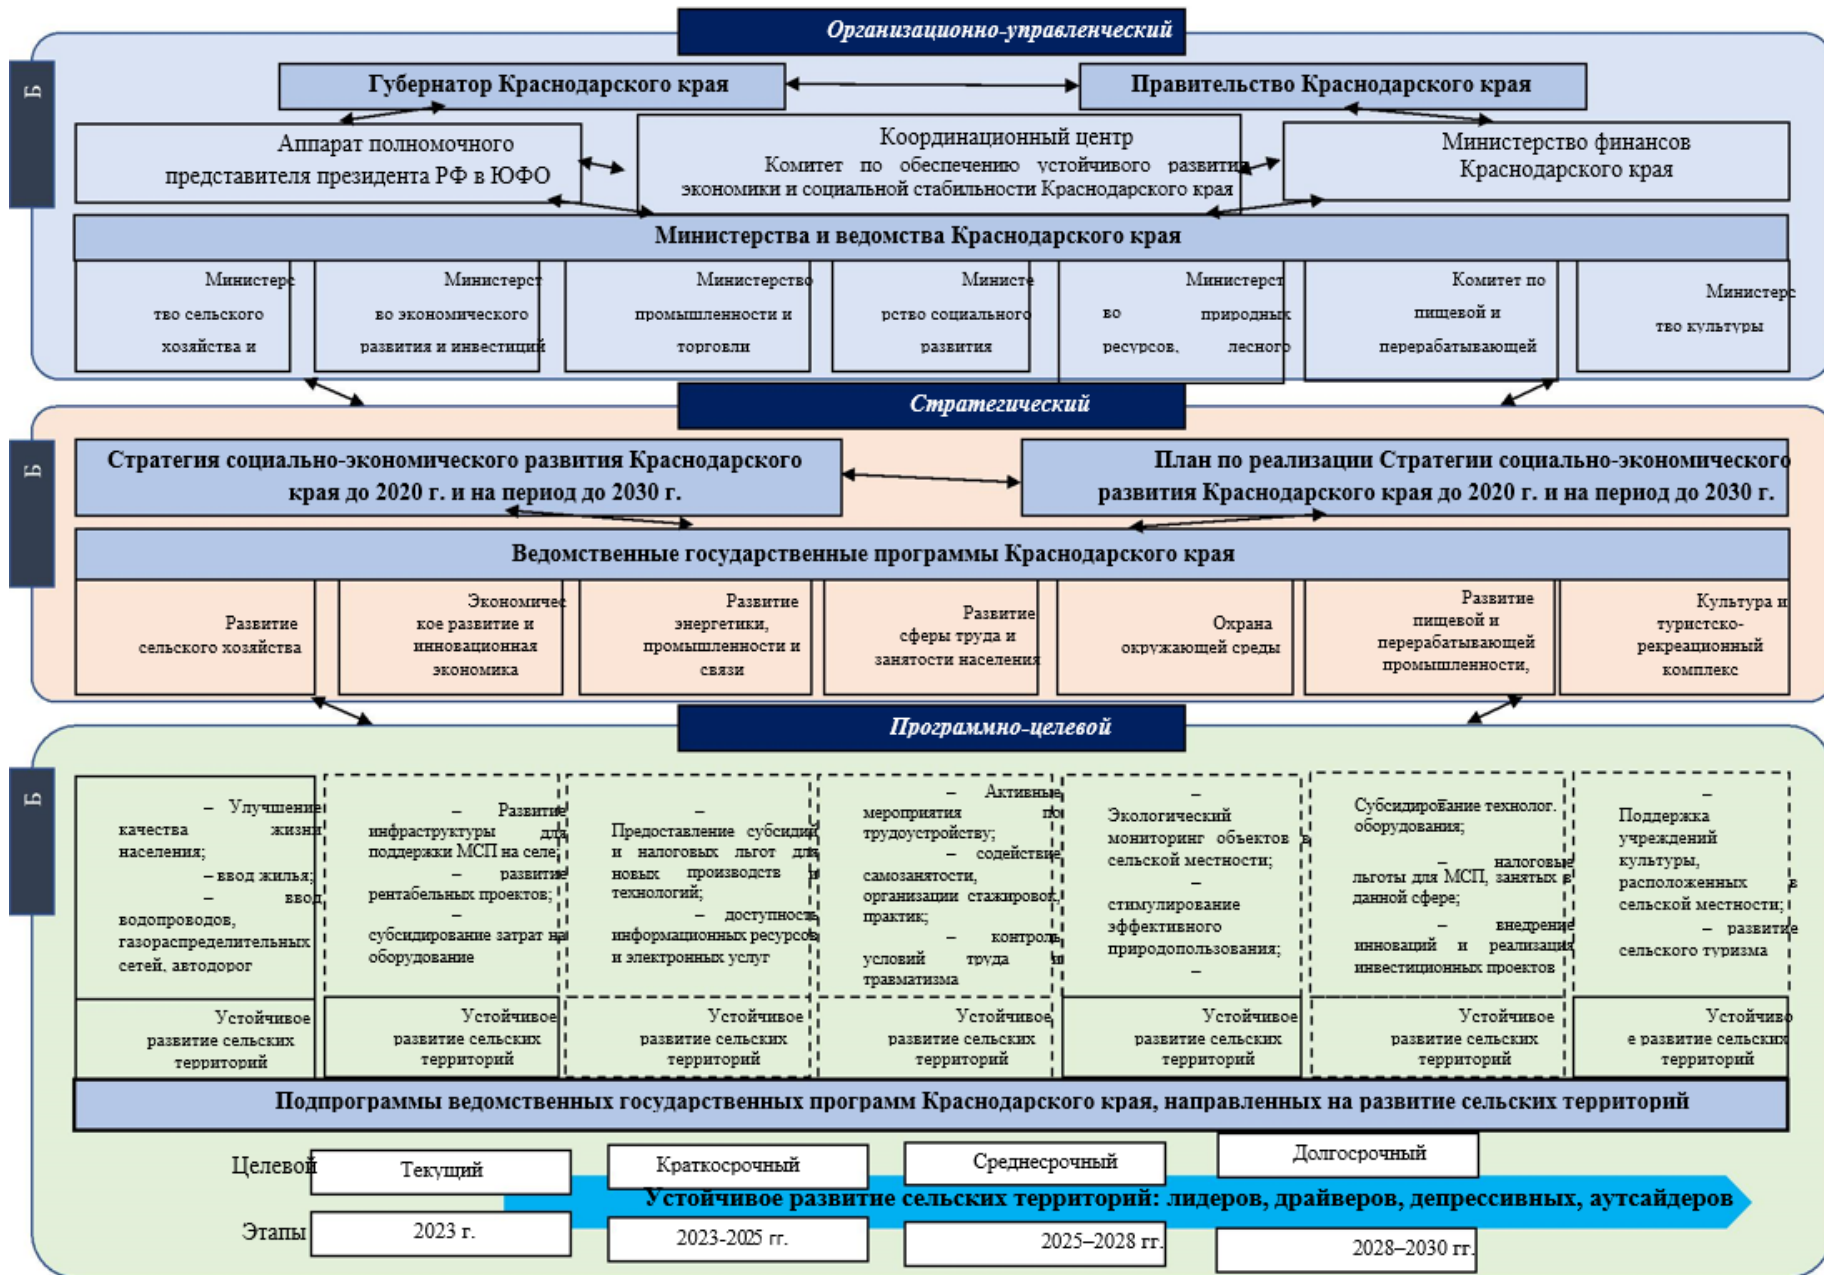 Организационно-управленческий
Б
Губернатор Краснодарского края
Правительство Краснодарского края
Аппарат полномочного
представителя президента РФ в ЮФО
Координационный центр
Комитет по обеспечению устойчивого развити
экономики и социальной стабильности Краснодарского края
Министерство финансов
Краснодарского края
Министерства и ведомства Краснодарского края
Министерс
тво сельского
хозяйства и
Министерст
во экономического
развития и инвестиций
Министерство
промышленности и
торговли
Министе
рство социального
развития
Министерст
во природных
ресурсов, лесного
Комитет по
пищевой и
перерабатывающей
Министерс
тво культуры
Стратегический
Б
Стратегия социально-экономического развития Краснодарского
края до 2020 г. и на период до 2030 г.
План по реализации Стратегии социально-экономического
развития Краснодарского края до 2020 г. и на период до 2030 г.
Ведомственные государственные программы Краснодарского края
Развитие
сельского хозяйства
Экономичес
кое развитие и
инновационная
экономика
Развитие
энергетики,
промышленности и
связи
Развитие
сферы труда и
занятости населения
Охрана
окружающей среды
Развитие
пищевой и
перерабатывающей
промышленности,
Культура и
туристско-
рекреационный
комплекс
Программно-целевой
Б
– Улучшение
качества жизни
населения;
– ввод жилья;
– ввод
водопроводов,
газораспределительных
сетей, автодорог
– Развитие
инфраструктуры для
поддержки МСП на селе;
– развитие
рентабельных проектов;
–
субсидирование затрат на
оборудование
–
Предоставление субсидий
и налоговых льгот для
новых производств и
технологий;
– доступность
информационных ресурсов
и электронных услуг
– Активные
мероприятия по
трудоустройству;
– содействие
самозанятости,
организации стажировок,
практик;
– контроль
условий труда и
травматизма
–
Экологический
мониторинг объектов в
сельской местности;
–
стимулирование
эффективного
природопользования;
–
Субсидирование технолог.
оборудования;
– налоговые
льготы для МСП, занятых в
данной сфере;
– внедрение
инноваций и реализация
инвестиционных проектов
–
Поддержка
учреждений
культуры,
расположенных в
сельской местности;
– развитие
сельского туризма
Устойчивое
развитие сельских
территорий
Устойчивое
развитие сельских
территорий
Устойчивое
развитие сельских
территорий
Устойчивое
развитие сельских
территорий
Устойчивое
развитие сельских
территорий
Устойчивое
развитие сельских
территорий
Устойчиво
е развитие сельских
территорий
Подпрограммы ведомственных государственных программ Краснодарского края, направленных на развитие сельских территорий
Целевой
Текущий
Краткосрочный
Среднесрочный
Долгосрочный
Устойчивое развитие сельских территорий: лидеров, драйверов, депрессивных, аутсайдеров
Этапы
2023 г.
2023-2025 гг.
2025–2028 гг.
2028–2030 гг.